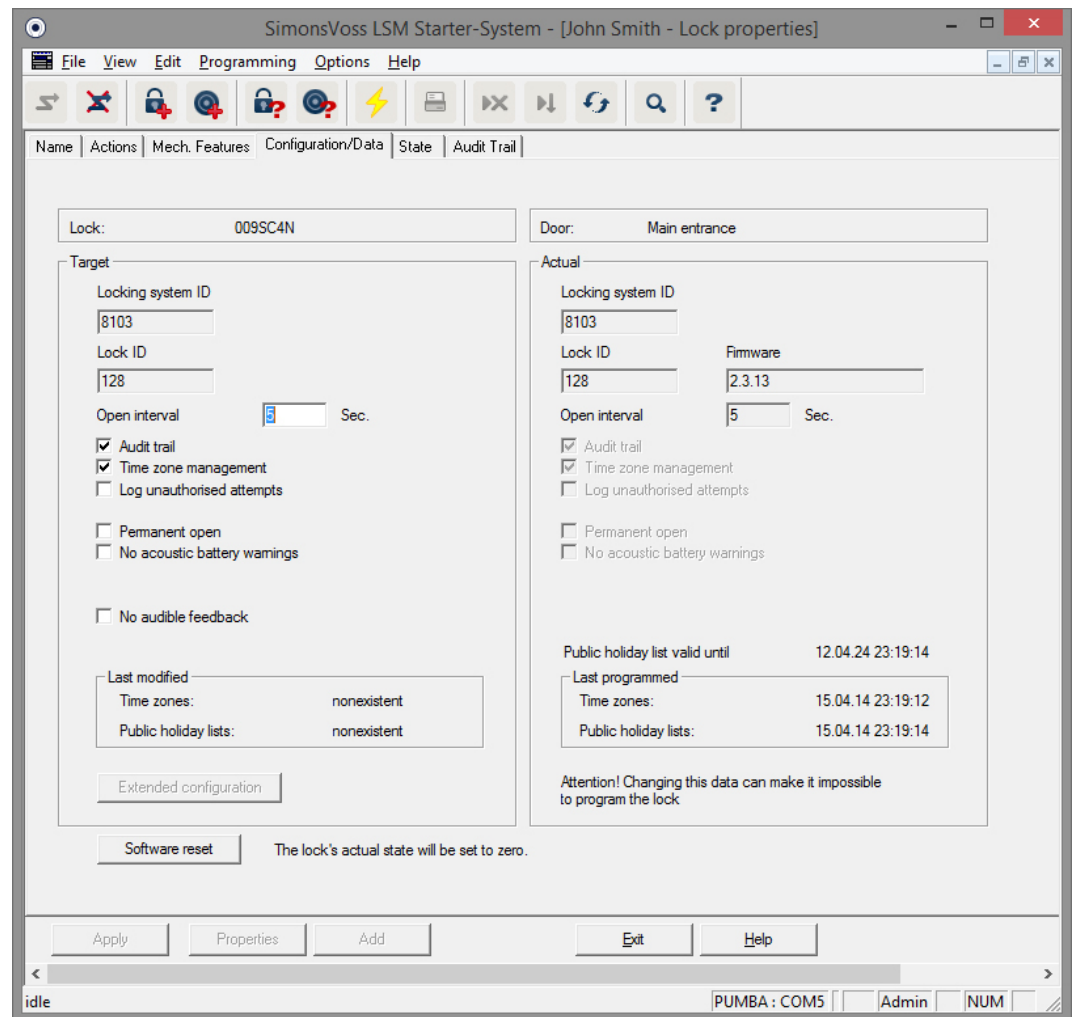 SimonsVoss LSM Starter-System - [John Smith - Lock properties]
File View Edit Programming Options Help
Name Actions Mech. Features Configuration/Data State Audit Trail
Lock: 009SC4N
Door: Main entrance
Target
Locking system ID
8103
Lock ID
128
Open interval 5 Sec.
Audit trail
Time zone management
Log unauthorised attempts
Permanent open
No acoustic battery warnings
No audible feedback
Last modified
Time zones: nonexistent
Public holiday lists: nonexistent
Extended configuration
Actual
Locking system ID
8103
Lock ID Firmware
128 2.3.13
Open interval 5 Sec.
Audit trail
Time zone management
Log unauthorised attempts
Permanent open
No acoustic battery warnings
Public holiday list valid until 12.04.24 23:19:14
Last programmed
Time zones: 15.04.14 23:19:12
Public holiday lists: 15.04.14 23:19:14
Attention! Changing this data can make it impossible
to program the lock
Software reset The lock's actual state will be set to zero.
Apply Properties Add Exit Help
idle PUMBA : COM5 Admin NUM